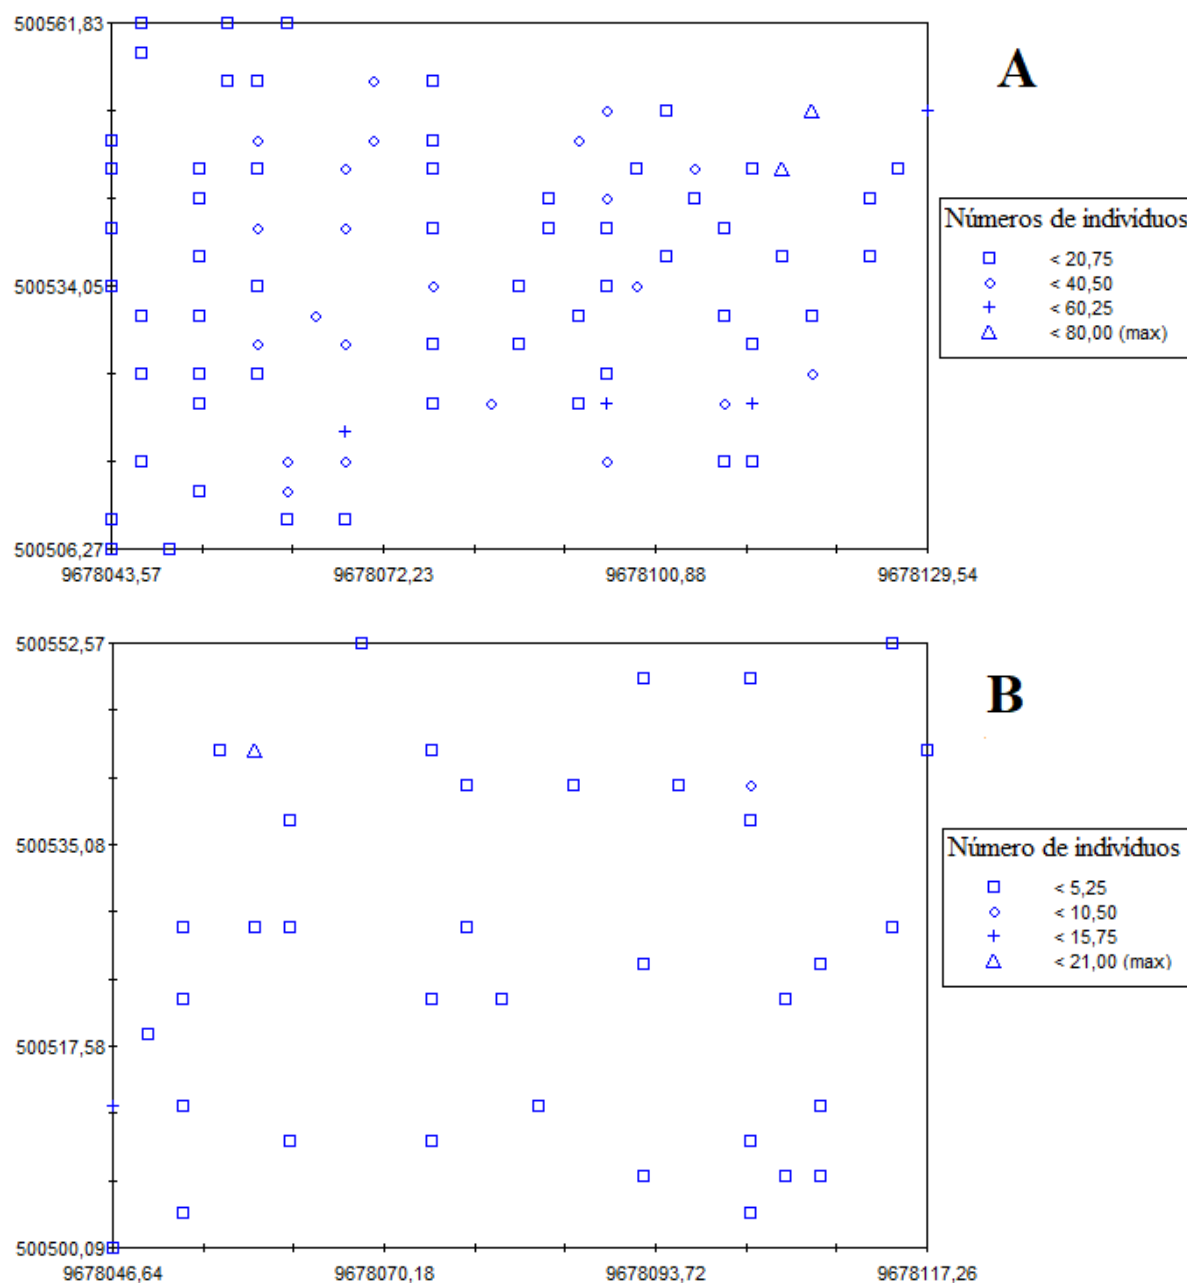 500561,83
A
Números de indivíduos
< 20,75
500534,05
< 40,50
< 60,25
< 80,00 (max)
500506,27
9678043,57 9678072,23 9678100,88 9678129,54
500552,57
B
500535,08
Número de indivíduos
< 5,25
< 10,50
< 15,75
< 21,00 (max)
500517,58
500500,09
9678046,64 9678070,18 9678093,72 9678117,26